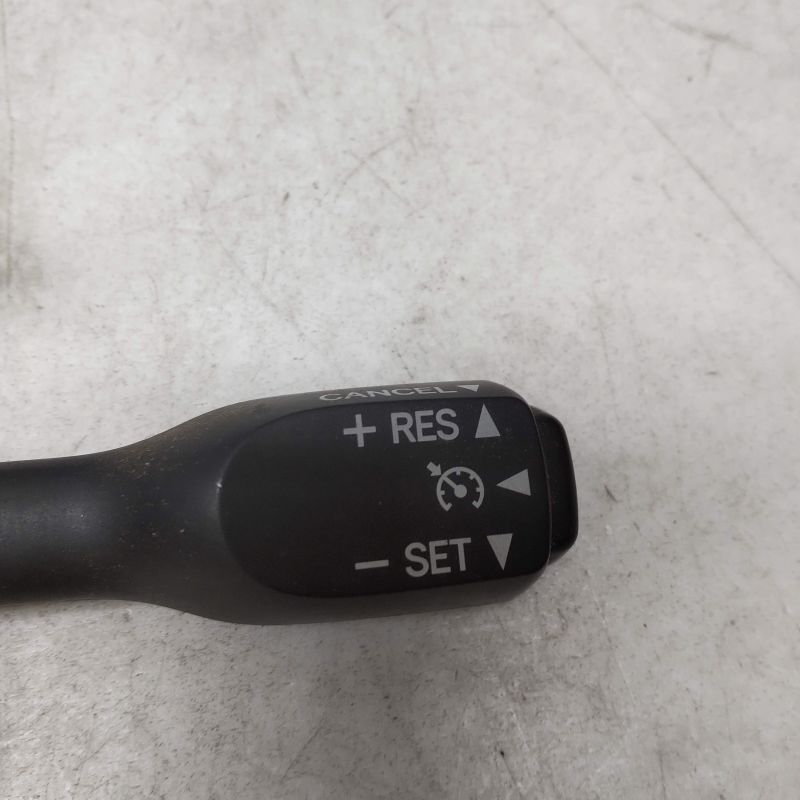 CANCEL▼
+ RES ▲
◀
− SET ▼